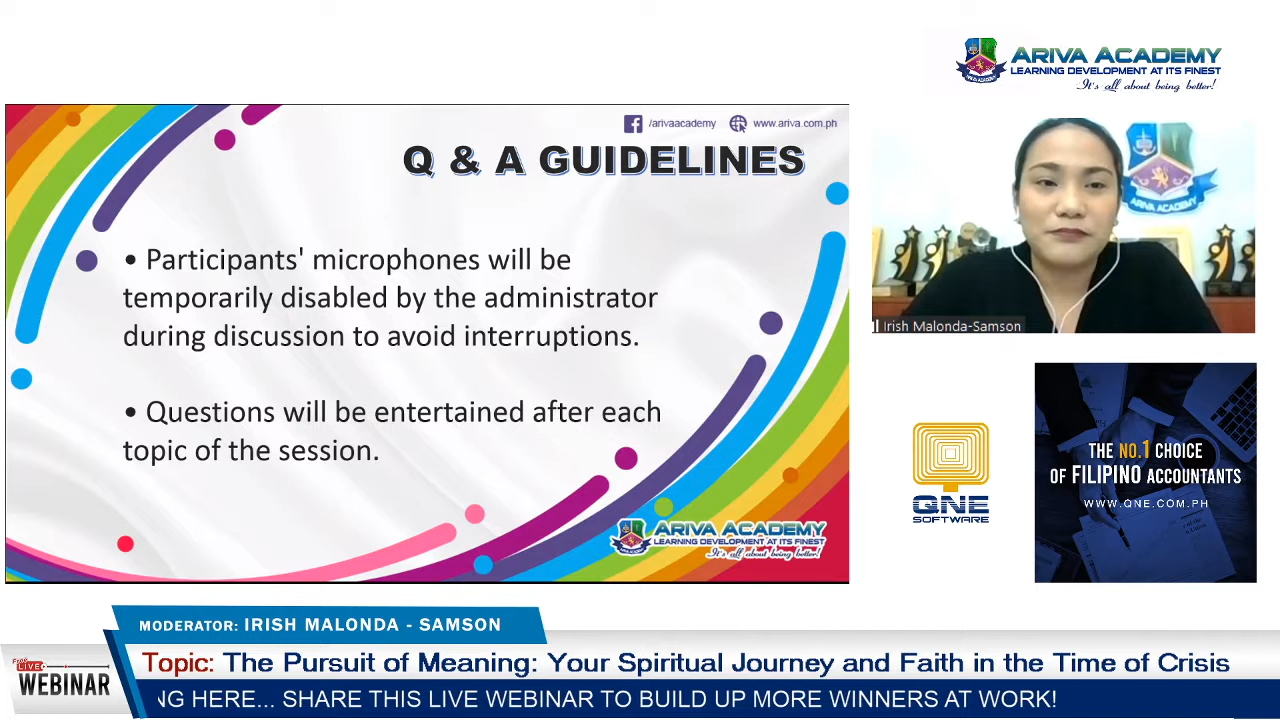 ARIVA ACADEMY
LEARNING DEVELOPMENT AT ITS FINEST
It's all about being better!
/arivaacademy
www.ariva.com.ph
Q & A GUIDELINES
• Participants' microphones will be
temporarily disabled by the administrator
during discussion to avoid interruptions.
• Questions will be entertained after each
topic of the session.
ARIVA ACADEMY
LEARNING DEVELOPMENT AT ITS FINEST
It's all about being better!
ARIVA ACADEMY
Irish Malonda-Samson
QNE
SOFTWARE
THE NO.1 CHOICE
OF FILIPINO ACCOUNTANTS
WWW.QNE.COM.PH
MODERATOR: IRISH MALONDA - SAMSON
LIVE
WEBINAR
Topic: The Pursuit of Meaning: Your Spiritual Journey and Faith in the Time of Crisis
NG HERE... SHARE THIS LIVE WEBINAR TO BUILD UP MORE WINNERS AT WORK!